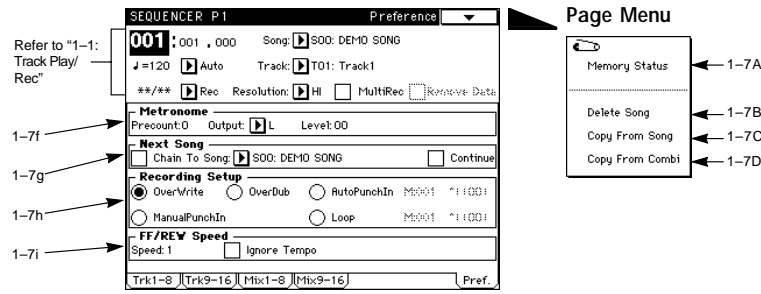 SEQUENCER P1 Preference
001 : 001 . 000 Song: S00: DEMO SONG
♩=120 Auto Track: T01: Track1
**/** Rec Resolution: HI MultiRec Remove Data
Metronome
Precount:0 Output: L Level:00
Next Song
Chain To Song: S00: DEMO SONG Continue
Recording Setup
OverWrite OverDub AutoPunchIn M:001
ManualPunchIn Loop M:001
FF/REW Speed
Speed:1 Ignore Tempo
Trk1-8 Trk9-16 Mix1-8 Mix9-16 Pref.
Refer to “1–1:
Track Play/
Rec”
1–7f
1–7g
1–7h
1–7i
Page Menu
Memory Status
Delete Song
Copy From Song
Copy From Combi
1–7A
1–7B
1–7C
1–7D